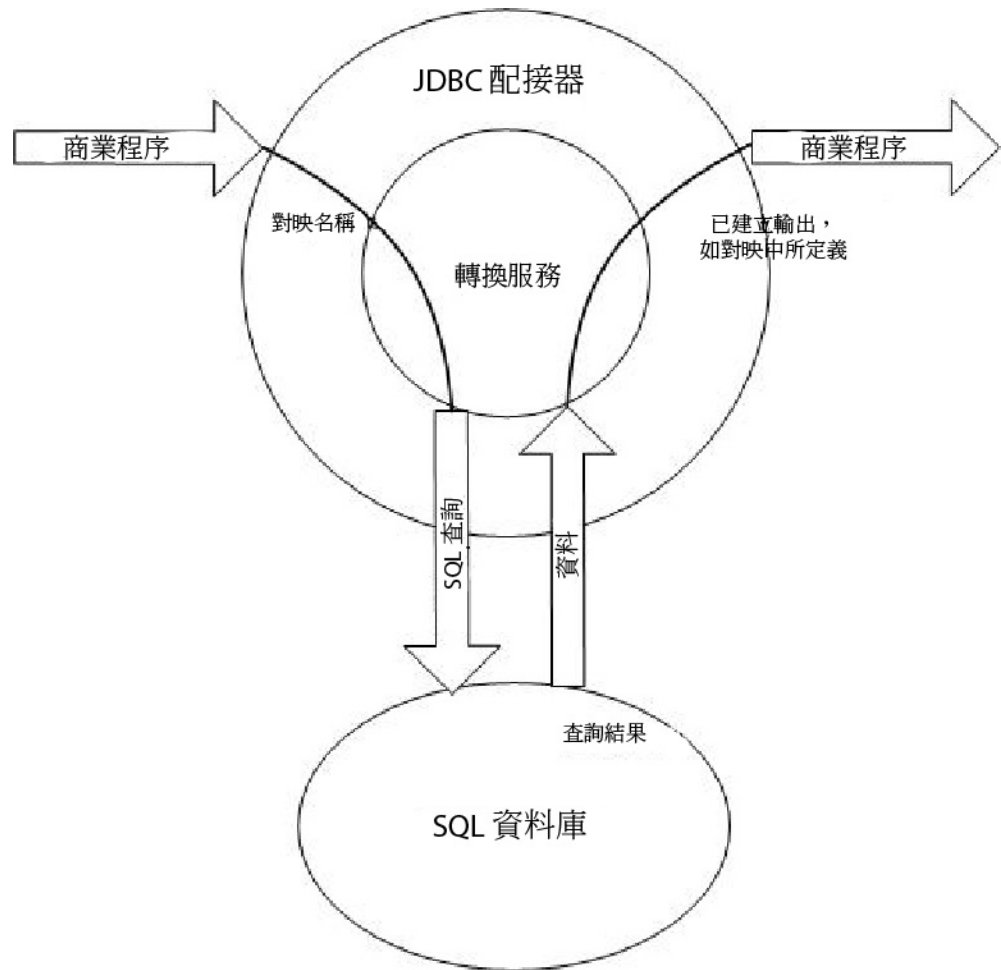 JDBC 配接器
商業程序
商業程序
對映名稱
已建立輸出，
如對映中所定義
轉換服務
SQL 查詢
資料
查詢結果
SQL 資料庫